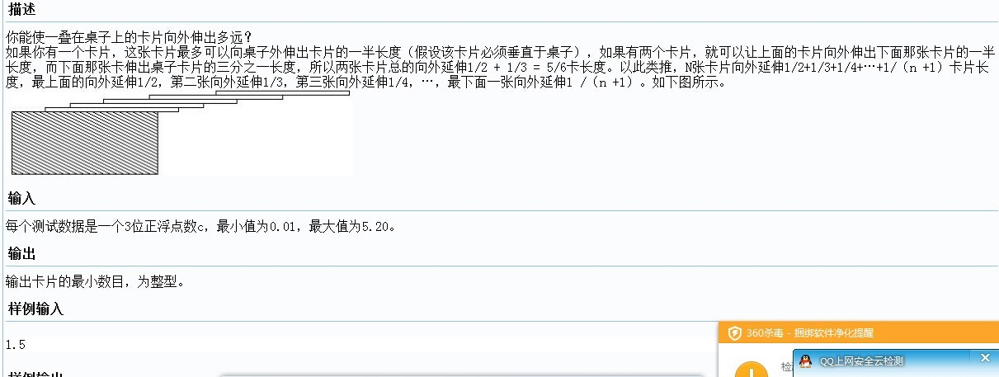 描述
你能使一叠在桌子上的卡片向外伸出多远？
如果你有一个卡片，这张卡片最多可以向桌子外伸出卡片的一半长度（假设该卡片必须垂直于桌子），如果有两个卡片，就可以让上面的卡片向外伸出下面那张卡片的一半
长度，而下面那张卡伸出桌子卡片的三分之一长度，所以两张卡片总的向外延伸1/2 + 1/3 = 5/6卡长度。以此类推，N张卡片向外延伸1/2+1/3+1/4+…+1/（n +1）卡片长
度，最上面的向外延伸1/2，第二张向外延伸1/3，第三张向外延伸1/4，…，最下面一张向外延伸1 /（n +1）。如下图所示。
输入
每个测试数据是一个3位正浮点数c，最小值为0.01，最大值为5.20。
输出
输出卡片的最小数目，为整型。
样例输入
1.5
360杀毒 - 捆绑软件净化提醒
QQ上网安全云检测
样例输出